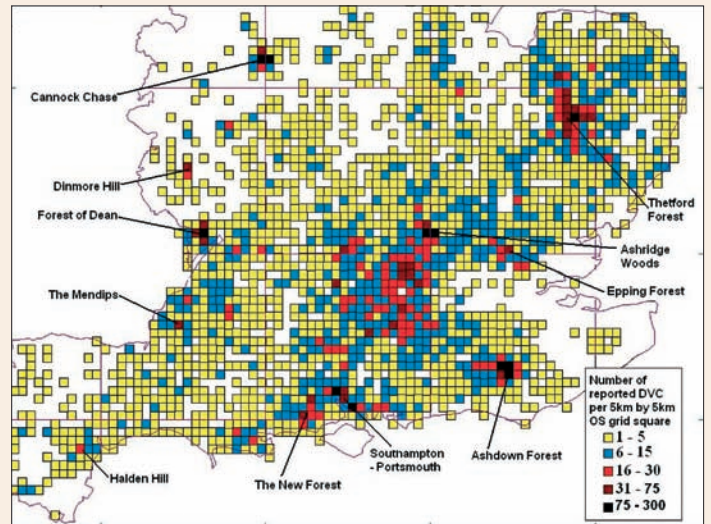 Cannock Chase
Dinmore Hill
Forest of Dean
The Mendips
Halden Hill
The New Forest
Southampton
- Portsmouth
Ashdown Forest
Epping Forest
Ashridge
Woods
Thetford
Forest
Number of
reported DVC
per 5km by 5km
OS grid square
1 - 5
6 - 15
16 - 30
31 - 75
75 - 300